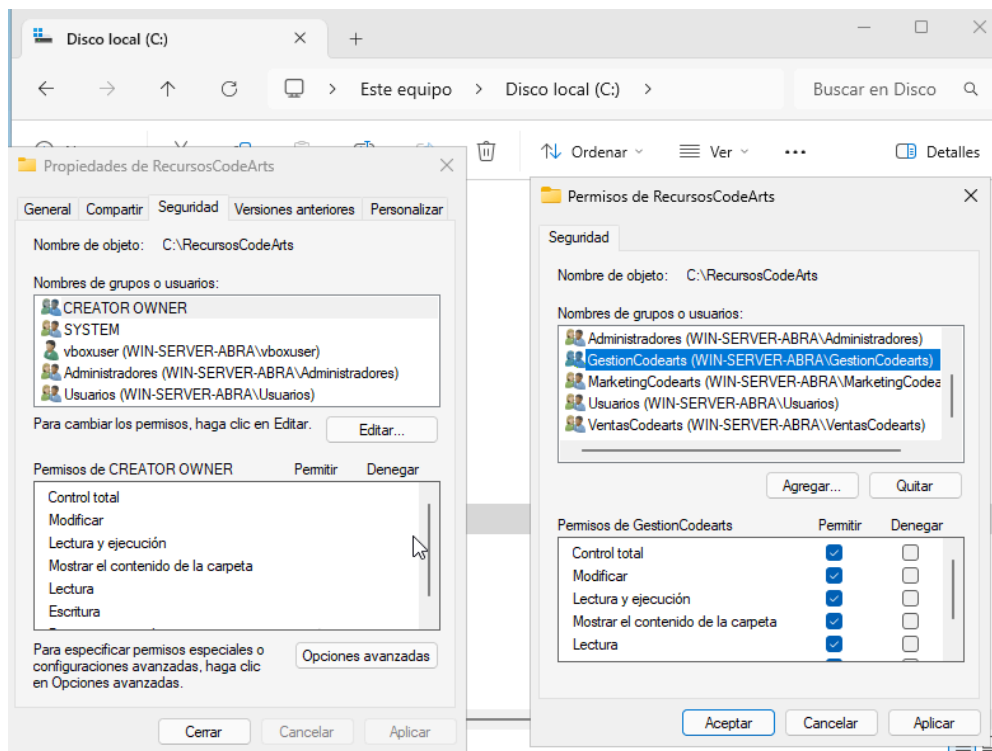 Disco local (C:)
Este equipo > Disco local (C:) >
Buscar en Disco
Ordenar
Ver
Detalles
Propiedades de RecursosCodeArts
General Compartir Seguridad Versiones anteriores Personalizar
Nombre de objeto: C:\RecursosCodeArts
Nombres de grupos o usuarios:
CREATOR OWNER
SYSTEM
vboxuser (WIN-SERVER-ABRA\vboxuser)
Administradores (WIN-SERVER-ABRA\Administradores)
Usuarios (WIN-SERVER-ABRA\Usuarios)
Para cambiar los permisos, haga clic en Editar.
Editar...
Permisos de CREATOR OWNER Permitir Denegar
Control total
Modificar
Lectura y ejecución
Mostrar el contenido de la carpeta
Lectura
Escritura
Para especificar permisos especiales o
configuraciones avanzadas, haga clic
en Opciones avanzadas.
Opciones avanzadas
Cerrar Cancelar Aplicar
Permisos de RecursosCodeArts
Seguridad
Nombre de objeto: C:\RecursosCodeArts
Nombres de grupos o usuarios:
Administradores (WIN-SERVER-ABRA\Administradores)
GestionCodearts (WIN-SERVER-ABRA\GestionCodearts)
MarketingCodearts (WIN-SERVER-ABRA\MarketingCodea
Usuarios (WIN-SERVER-ABRA\Usuarios)
VentasCodearts (WIN-SERVER-ABRA\VentasCodearts)
Agregar... Quitar
Permisos de GestionCodearts Permitir Denegar
Control total
Modificar
Lectura y ejecución
Mostrar el contenido de la carpeta
Lectura
Aceptar Cancelar Aplicar